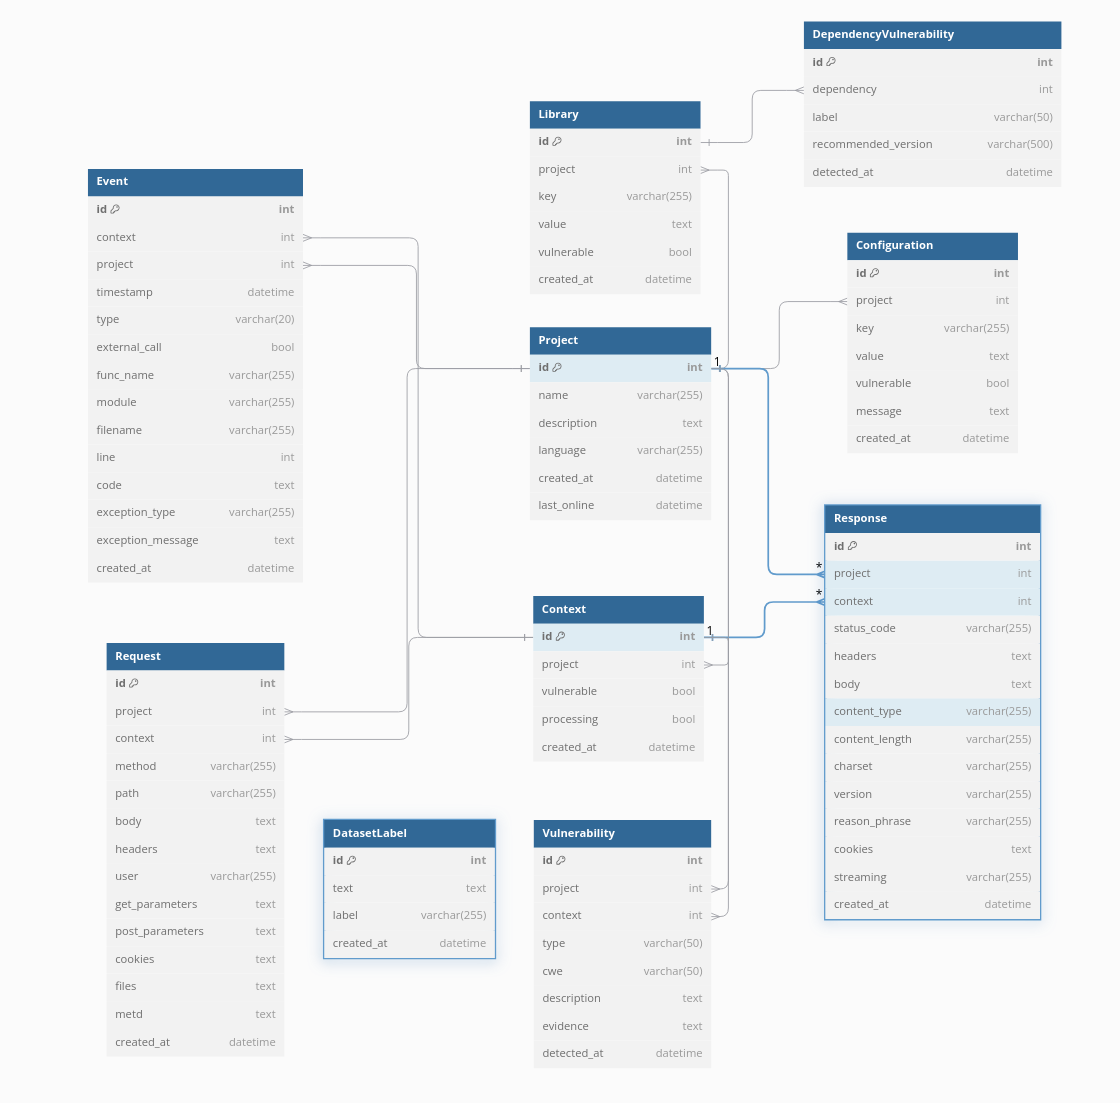 DependencyVulnerability
id int
dependency int
label varchar(50)
recommended_version varchar(500)
detected_at datetime
Library
id int
project int
key varchar(255)
value text
vulnerable bool
created_at datetime
Event
id int
context int
project int
timestamp datetime
type varchar(20)
external_call bool
func_name varchar(255)
module varchar(255)
filename varchar(255)
line int
code text
exception_type varchar(255)
exception_message text
created_at datetime
Configuration
id int
project int
key varchar(255)
value text
vulnerable bool
message text
created_at datetime
Project
id int 1
name varchar(255)
description text
language varchar(255)
created_at datetime
last_online datetime
Response
id int
* project int
* context int
status_code varchar(255)
headers text
body text
content_type varchar(255)
content_length varchar(255)
charset varchar(255)
version varchar(255)
reason_phrase varchar(255)
cookies text
streaming varchar(255)
created_at datetime
Context
id int 1
project int
vulnerable bool
processing bool
created_at datetime
Request
id int
project int
context int
method varchar(255)
path varchar(255)
body text
headers text
user varchar(255)
get_parameters text
post_parameters text
cookies text
files text
metd text
created_at datetime
DatasetLabel
id int
text text
label varchar(255)
created_at datetime
Vulnerability
id int
project int
context int
type varchar(50)
cwe varchar(50)
description text
evidence text
detected_at datetime